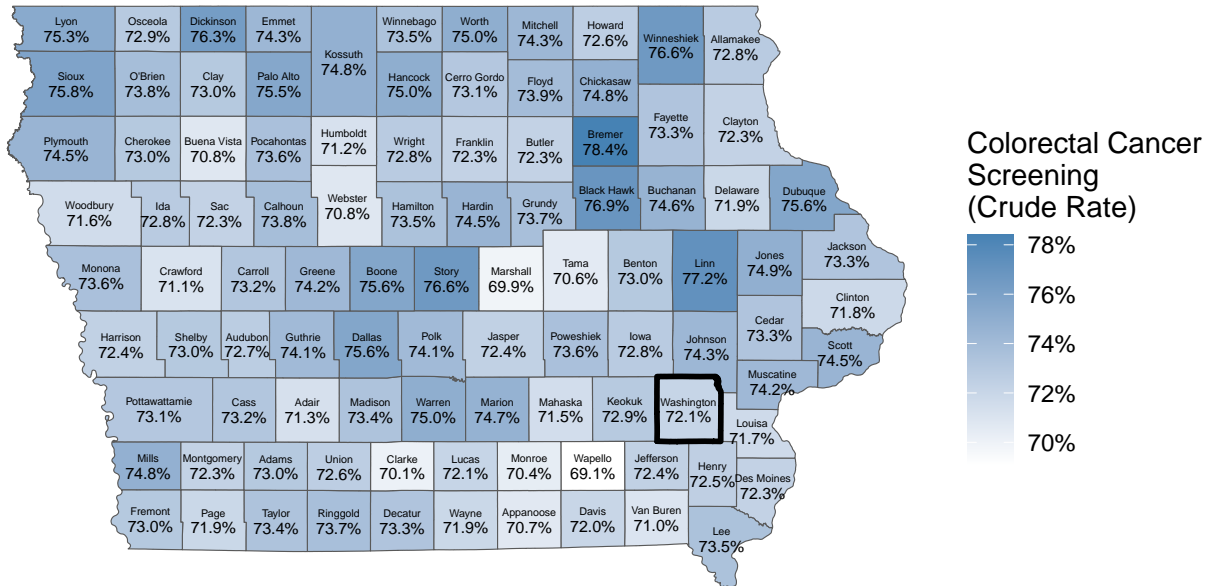 Lyon
75.3%
Osceola
72.9%
Dickinson
76.3%
Emmet
74.3%
Winnebago
73.5%
Worth
75.0%
Mitchell
74.3%
Howard
72.6%
Winneshiek
76.6%
Allamakee
72.8%
Kossuth
74.8%
Sioux
75.8%
O'Brien
73.8%
Clay
73.0%
Palo Alto
75.5%
Hancock
75.0%
Cerro Gordo
73.1%
Floyd
73.9%
Chickasaw
74.8%
Fayette
73.3%
Clayton
72.3%
Plymouth
74.5%
Cherokee
73.0%
Buena Vista
70.8%
Pocahontas
73.6%
Humboldt
71.2%
Wright
72.8%
Franklin
72.3%
Butler
72.3%
Bremer
78.4%
Woodbury
71.6%
Ida
72.8%
Sac
72.3%
Calhoun
73.8%
Webster
70.8%
Hamilton
73.5%
Hardin
74.5%
Grundy
73.7%
Black Hawk
76.9%
Buchanan
74.6%
Delaware
71.9%
Dubuque
75.6%
Monona
73.6%
Crawford
71.1%
Carroll
73.2%
Greene
74.2%
Boone
75.6%
Story
76.6%
Marshall
69.9%
Tama
70.6%
Benton
73.0%
Linn
77.2%
Jones
74.9%
Jackson
73.3%
Clinton
71.8%
Harrison
72.4%
Shelby
73.0%
Audubon
72.7%
Guthrie
74.1%
Dallas
75.6%
Polk
74.1%
Jasper
72.4%
Poweshiek
73.6%
Iowa
72.8%
Johnson
74.3%
Cedar
73.3%
Scott
74.5%
Muscatine
74.2%
Pottawattamie
73.1%
Cass
73.2%
Adair
71.3%
Madison
73.4%
Warren
75.0%
Marion
74.7%
Mahaska
71.5%
Keokuk
72.9%
Washington
72.1%
Louisa
71.7%
Mills
74.8%
Montgomery
72.3%
Adams
73.0%
Union
72.6%
Clarke
70.1%
Lucas
72.1%
Monroe
70.4%
Wapello
69.1%
Jefferson
72.4%
Henry
72.5%
Des Moines
72.3%
Fremont
73.0%
Page
71.9%
Taylor
73.4%
Ringgold
73.7%
Decatur
73.3%
Wayne
71.9%
Appanoose
70.7%
Davis
72.0%
Van Buren
71.0%
Lee
73.5%
Colorectal Cancer
Screening
(Crude Rate)
78%
76%
74%
72%
70%